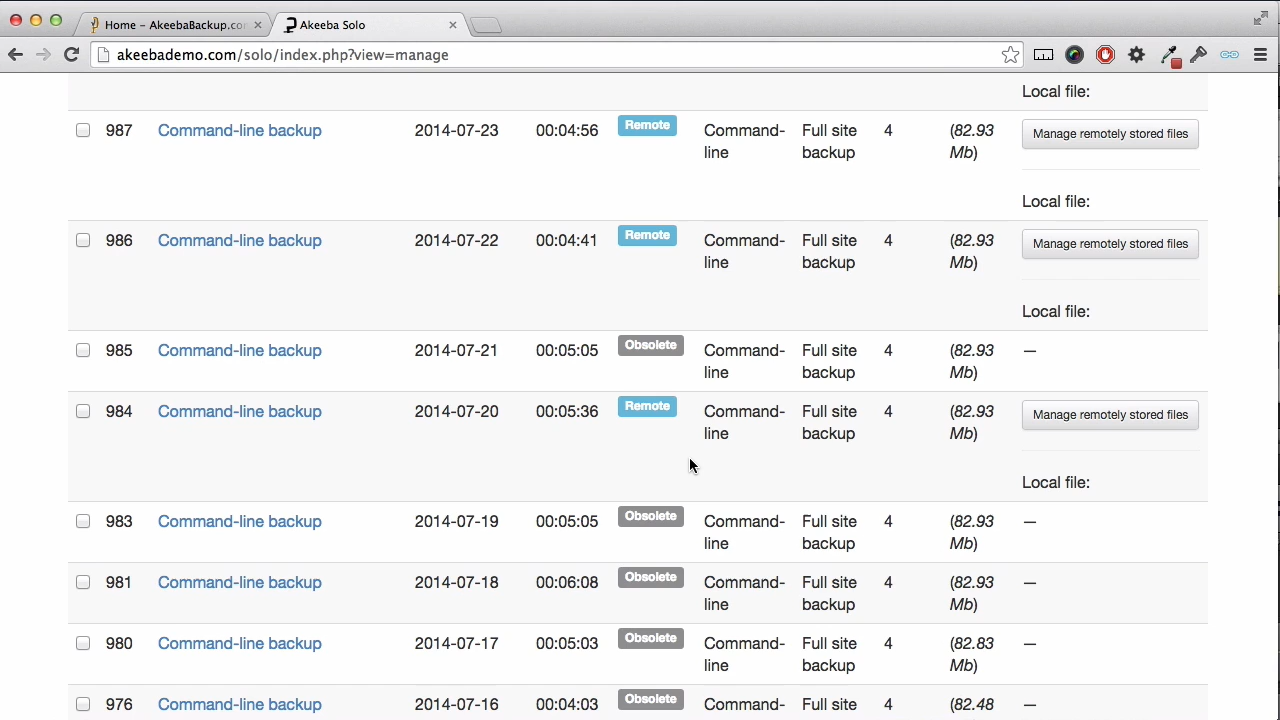 Home – AkeebaBackup.co
Akeeba Solo
akeebademo.com/solo/index.php?view=manage
Local file:
987 Command-line backup 2014-07-23 00:04:56 Remote Command- Full site 4 (82.93 Manage remotely stored files
line backup Mb)
Local file:
986 Command-line backup 2014-07-22 00:04:41 Remote Command- Full site 4 (82.93 Manage remotely stored files
line backup Mb)
Local file:
985 Command-line backup 2014-07-21 00:05:05 Obsolete Command- Full site 4 (82.93 —
line backup Mb)
984 Command-line backup 2014-07-20 00:05:36 Remote Command- Full site 4 (82.93 Manage remotely stored files
line backup Mb)
Local file:
983 Command-line backup 2014-07-19 00:05:05 Obsolete Command- Full site 4 (82.93 —
line backup Mb)
981 Command-line backup 2014-07-18 00:06:08 Obsolete Command- Full site 4 (82.93 —
line backup Mb)
980 Command-line backup 2014-07-17 00:05:03 Obsolete Command- Full site 4 (82.83 —
line backup Mb)
976 Command-line backup 2014-07-16 00:04:03 Obsolete Command- Full site 4 (82.48 —